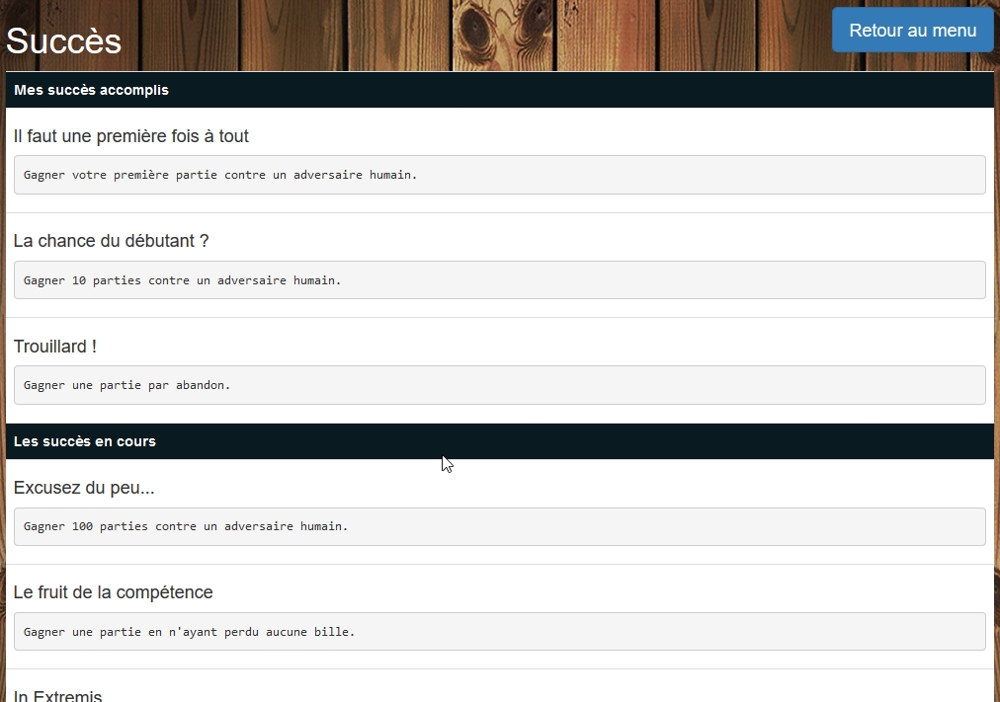 Succès
Retour au menu
Mes succès accomplis
Il faut une première fois à tout
Gagner votre première partie contre un adversaire humain.
La chance du débutant ?
Gagner 10 parties contre un adversaire humain.
Trouillard !
Gagner une partie par abandon.
Les succès en cours
Excusez du peu...
Gagner 100 parties contre un adversaire humain.
Le fruit de la compétence
Gagner une partie en n'ayant perdu aucune bille.
In Extremis